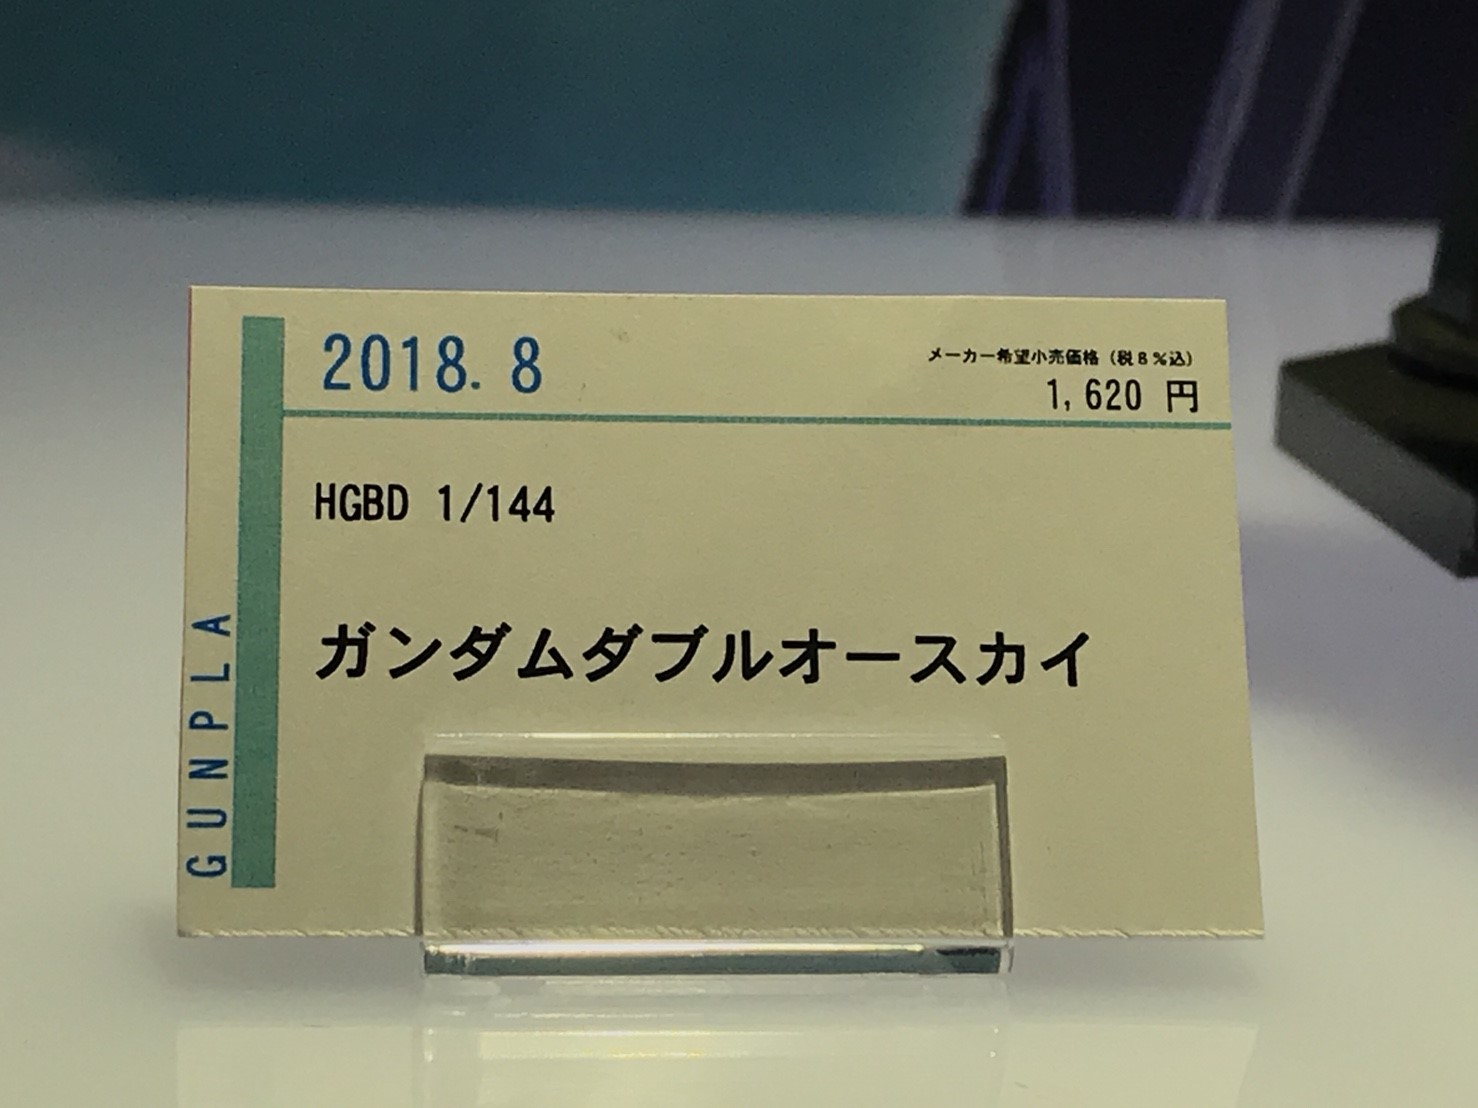 2018. 8
メーカー希望小売価格（税８％込）
1,620 円
HGBD 1/144
ガンダムダブルオースカイ
GUNPLA